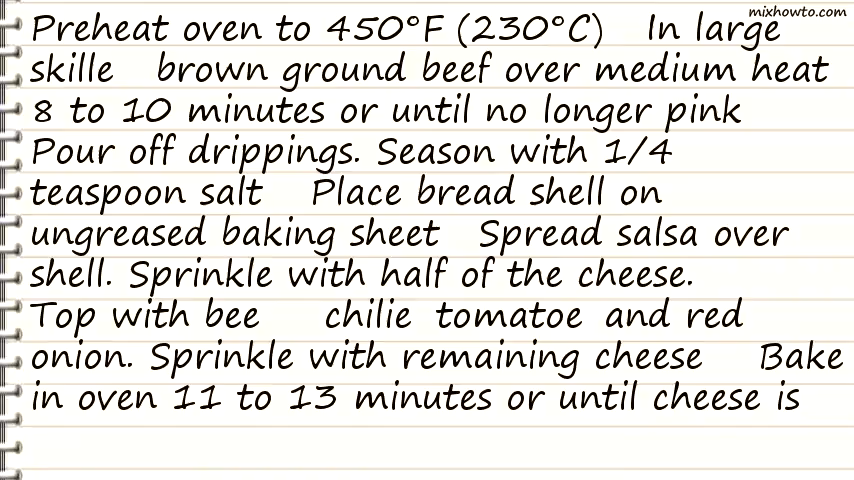 mixhowto.com
Preheat oven to 450°F (230°C) In large
skille brown ground beef over medium heat
8 to 10 minutes or until no longer pink
Pour off drippings. Season with 1/4
teaspoon salt Place bread shell on
ungreased baking sheet Spread salsa over
shell. Sprinkle with half of the cheese.
Top with bee chilie tomatoe and red
onion. Sprinkle with remaining cheese Bake
in oven 11 to 13 minutes or until cheese is